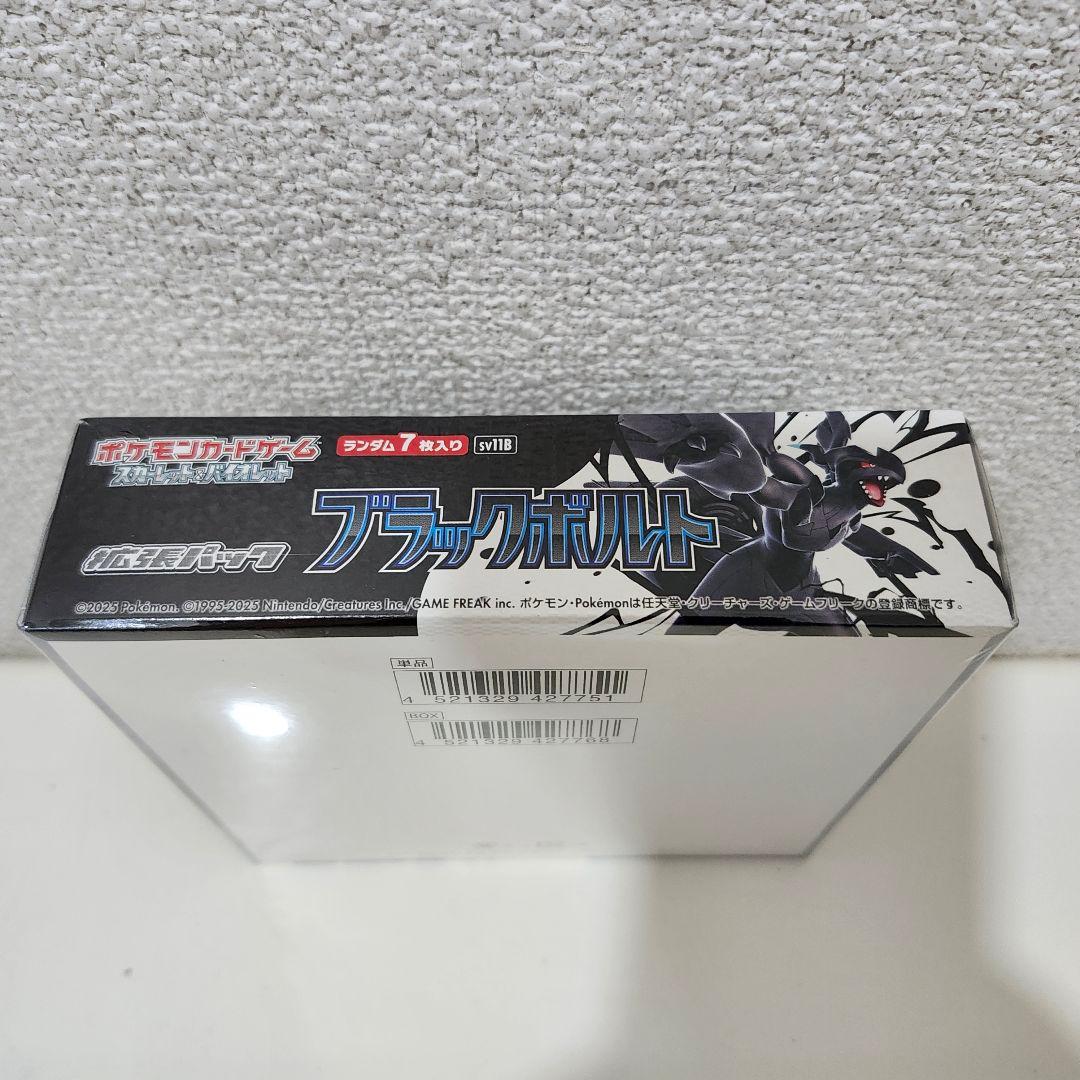 ポケモンカードゲーム
スカーレット&バイオレット
ランダム7枚入り
sv11B
拡張パック
ブラックボルト
©2025 Pokémon. ©1995-2025 Nintendo/Creatures Inc./GAME FREAK inc. ポケモン・Pokémonは任天堂・クリーチャーズ・ゲームフリークの登録商標です。
単品
4 521329 427751
BOX
4 521329 427768